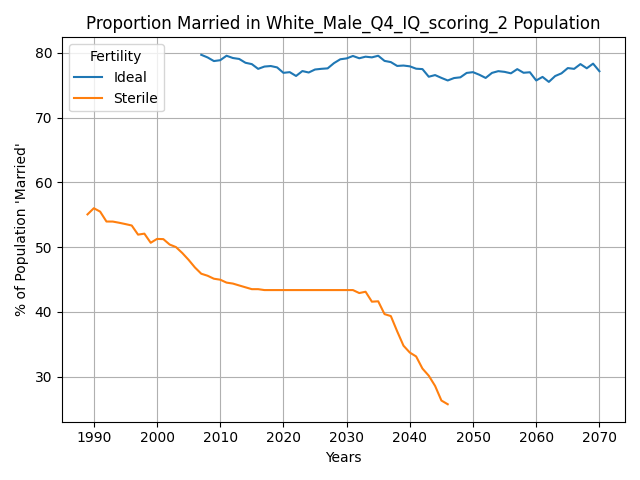 Proportion Married in White_Male_Q4_IQ_scoring_2 Population
% of Population 'Married'
80
70
60
50
40
30
Fertility
Ideal
Sterile
1990 2000 2010 2020 2030 2040 2050 2060 2070
Years